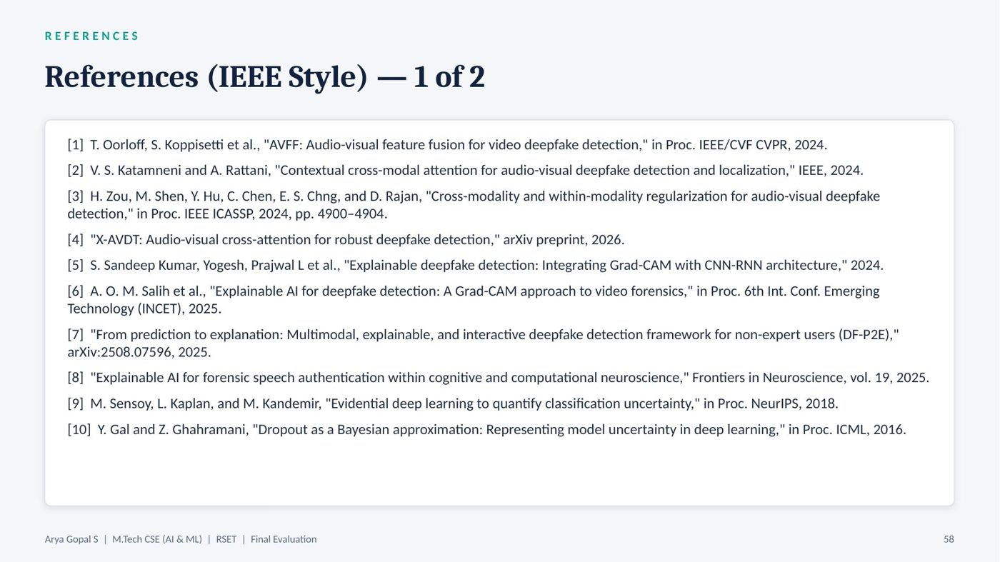 REFERENCES
References (IEEE Style) — 1 of 2
[1] T. Oorloff, S. Koppisetti et al., "AVFF: Audio-visual feature fusion for video deepfake detection," in Proc. IEEE/CVF CVPR, 2024.
[2] V. S. Katamneni and A. Rattani, "Contextual cross-modal attention for audio-visual deepfake detection and localization," IEEE, 2024.
[3] H. Zou, M. Shen, Y. Hu, C. Chen, E. S. Chng, and D. Rajan, "Cross-modality and within-modality regularization for audio-visual deepfake
detection," in Proc. IEEE ICASSP, 2024, pp. 4900–4904.
[4] "X-AVDT: Audio-visual cross-attention for robust deepfake detection," arXiv preprint, 2026.
[5] S. Sandeep Kumar, Yogesh, Prajwal L et al., "Explainable deepfake detection: Integrating Grad-CAM with CNN-RNN architecture," 2024.
[6] A. O. M. Salih et al., "Explainable AI for deepfake detection: A Grad-CAM approach to video forensics," in Proc. 6th Int. Conf. Emerging
Technology (INCET), 2025.
[7] "From prediction to explanation: Multimodal, explainable, and interactive deepfake detection framework for non-expert users (DF-P2E),"
arXiv:2508.07596, 2025.
[8] "Explainable AI for forensic speech authentication within cognitive and computational neuroscience," Frontiers in Neuroscience, vol. 19, 2025.
[9] M. Sensoy, L. Kaplan, and M. Kandemir, "Evidential deep learning to quantify classification uncertainty," in Proc. NeurIPS, 2018.
[10] Y. Gal and Z. Ghahramani, "Dropout as a Bayesian approximation: Representing model uncertainty in deep learning," in Proc. ICML, 2016.
Arya Gopal S | M.Tech CSE (AI & ML) | RSET | Final Evaluation
58